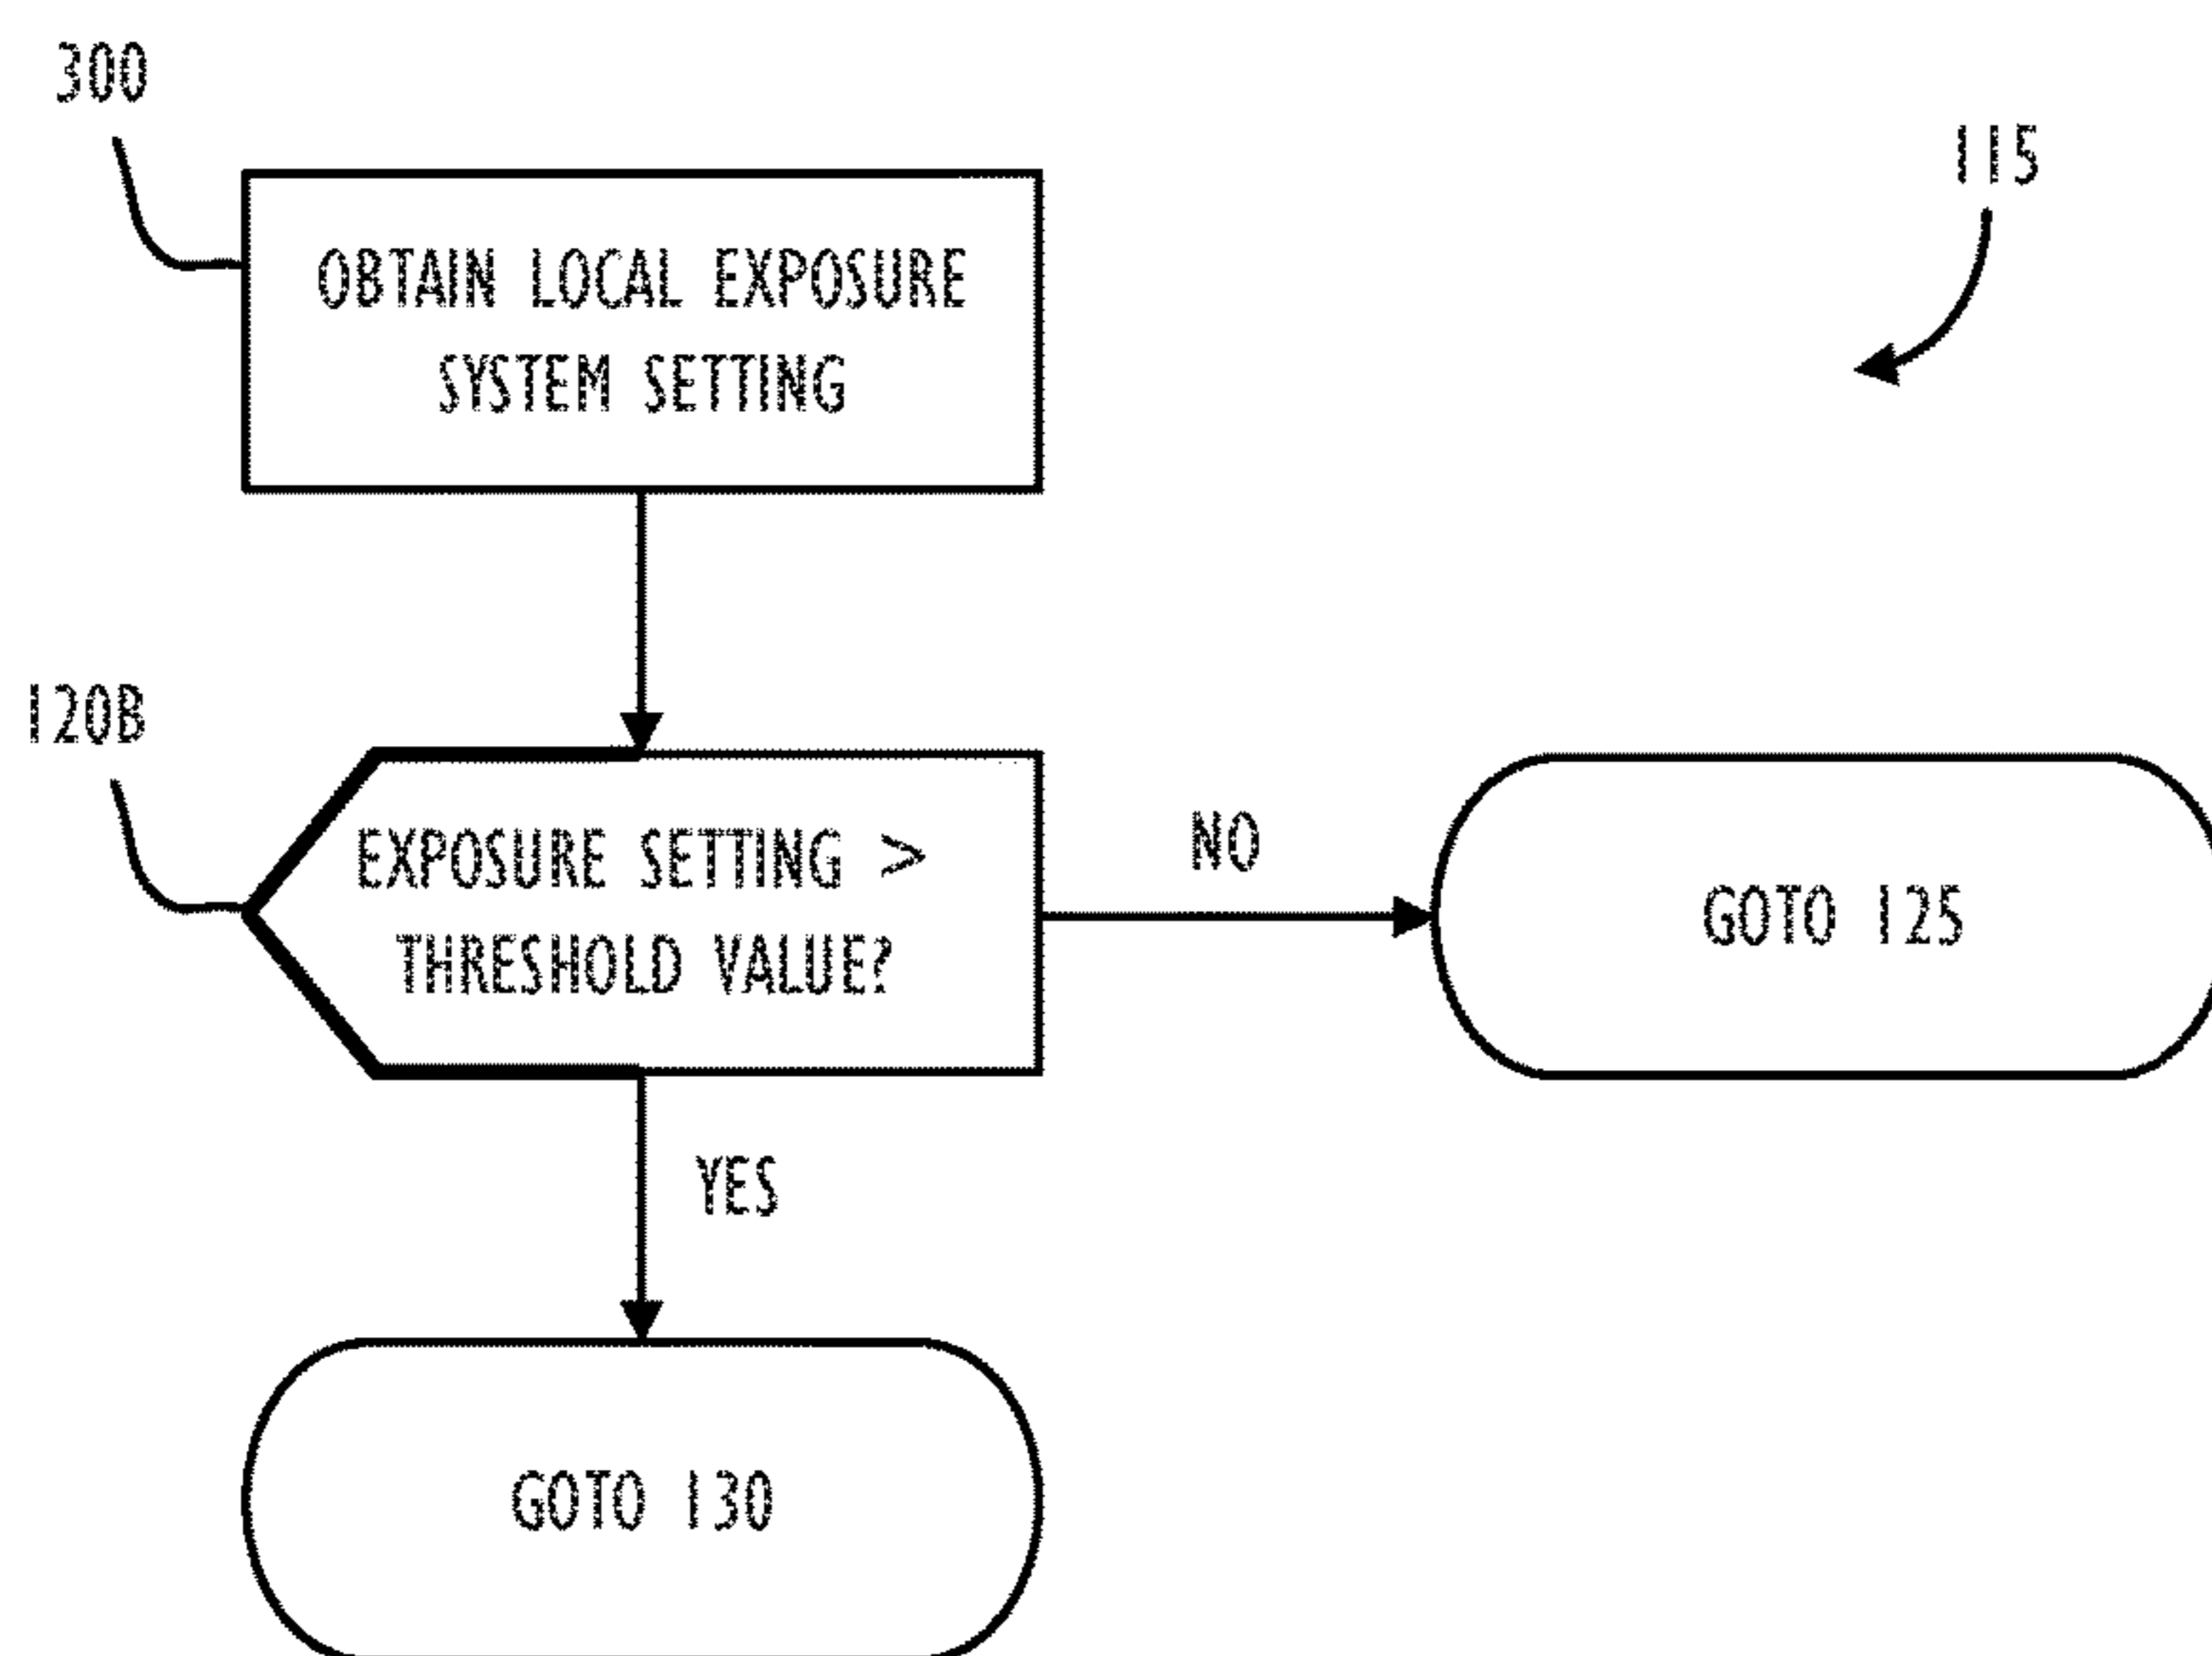 300
115
OBTAIN LOCAL EXPOSURE
SYSTEM SETTING
120B
EXPOSURE SETTING >
THRESHOLD VALUE?
NO
GOTO 125
YES
GOTO 130